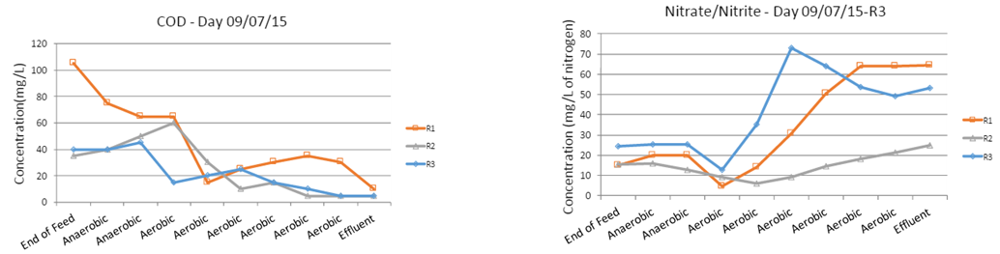 COD - Day 09/07/15
Concentration(mg/L)
120
100
80
60
40
20
0
End of Feed
Anaerobic
Anaerobic
Aerobic
Aerobic
Aerobic
Aerobic
Aerobic
Aerobic
Effluent
R1
R2
R3
Nitrate/Nitrite - Day 09/07/15-R3
Concentration (mg/L of nitrogen)
80
70
60
50
40
30
20
10
0
End of Feed
Anaerobic
Anaerobic
Aerobic
Aerobic
Aerobic
Aerobic
Aerobic
Aerobic
Effluent
R1
R2
R3